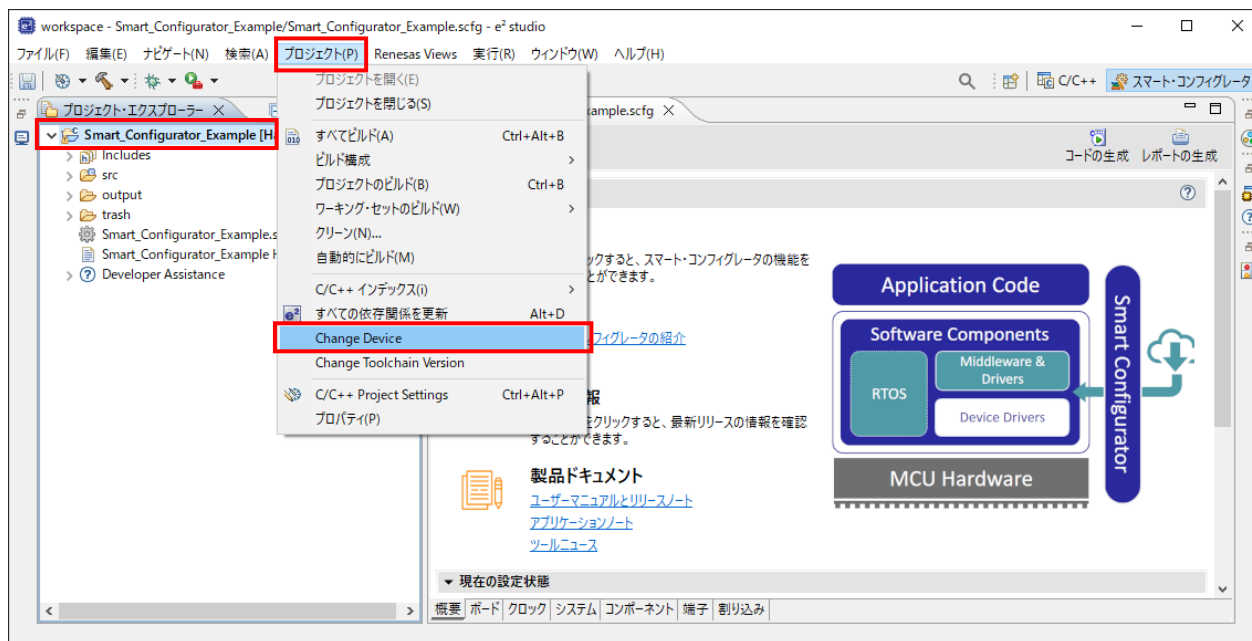 workspace - Smart_Configurator_Example/Smart_Configurator_Example.scfg - e² studio
ファイル(F) 編集(E) ナビゲート(N) 検索(A) プロジェクト(P) Renesas Views 実行(R) ウィンドウ(W) ヘルプ(H)
C/C++ スマート・コンフィグレータ
プロジェクト・エクスプローラー
Smart_Configurator_Example [Ha
Includes
src
output
trash
Smart_Configurator_Example.s
Smart_Configurator_Example H
Developer Assistance
プロジェクトを開く(E)
プロジェクトを閉じる(S)
すべてビルド(A) Ctrl+Alt+B
ビルド構成
プロジェクトのビルド(B) Ctrl+B
ワーキング・セットのビルド(W)
クリーン(N)...
自動的にビルド(M)
C/C++ インデックス(i)
すべての依存関係を更新 Alt+D
Change Device
Change Toolchain Version
C/C++ Project Settings Ctrl+Alt+P
プロパティ(P)
ample.scfg
コードの生成 レポートの生成
ックすると、スマート・コンフィグレータの機能を
とができます。
フィグレータの紹介
報
をクリックすると、最新リリースの情報を確認
することができます。
製品ドキュメント
ユーザーマニュアルとリリースノート
アプリケーションノート
ツールニュース
Application Code
Software Components
RTOS
Middleware &
Drivers
Device Drivers
MCU Hardware
Smart Configurator
現在の設定状態
概要 ボード クロック システム コンポーネント 端子 割り込み